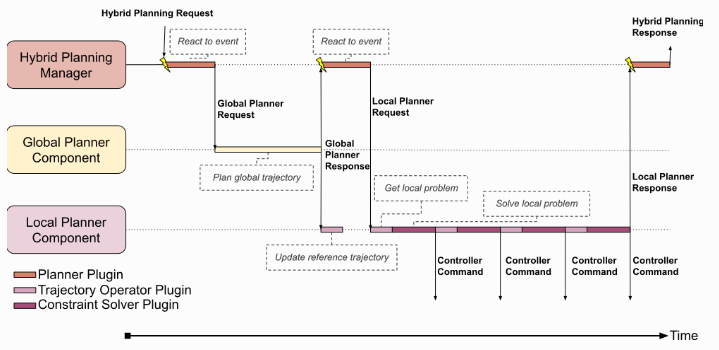 Hybrid Planning Request
Hybrid Planning
Response
React to event
React to event
Hybrid Planning
Manager
Global Planner
Request
Local Planner
Request
Global Planner
Component
Global
Planner
Response
Plan global trajectory
Get local problem
Solve local problem
Local Planner
Response
Local Planner
Component
Update reference trajectory
Controller
Command
Controller
Command
Controller
Command
Controller
Command
Planner Plugin
Trajectory Operator Plugin
Constraint Solver Plugin
Time